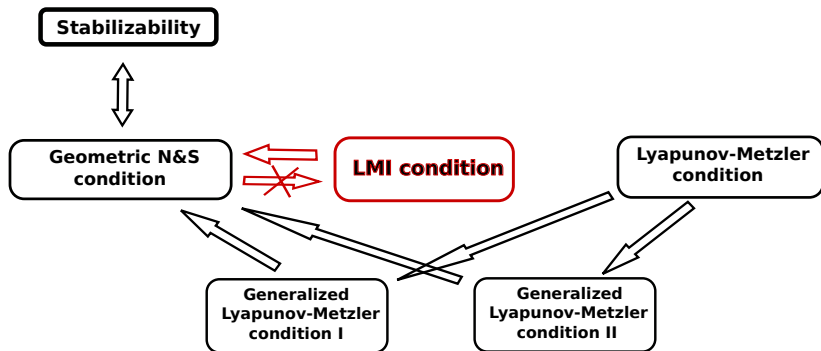 Stabilizability
Geometric N&S
condition
LMI condition
Lyapunov-Metzler
condition
Generalized
Lyapunov-Metzler
condition I
Generalized
Lyapunov-Metzler
condition II